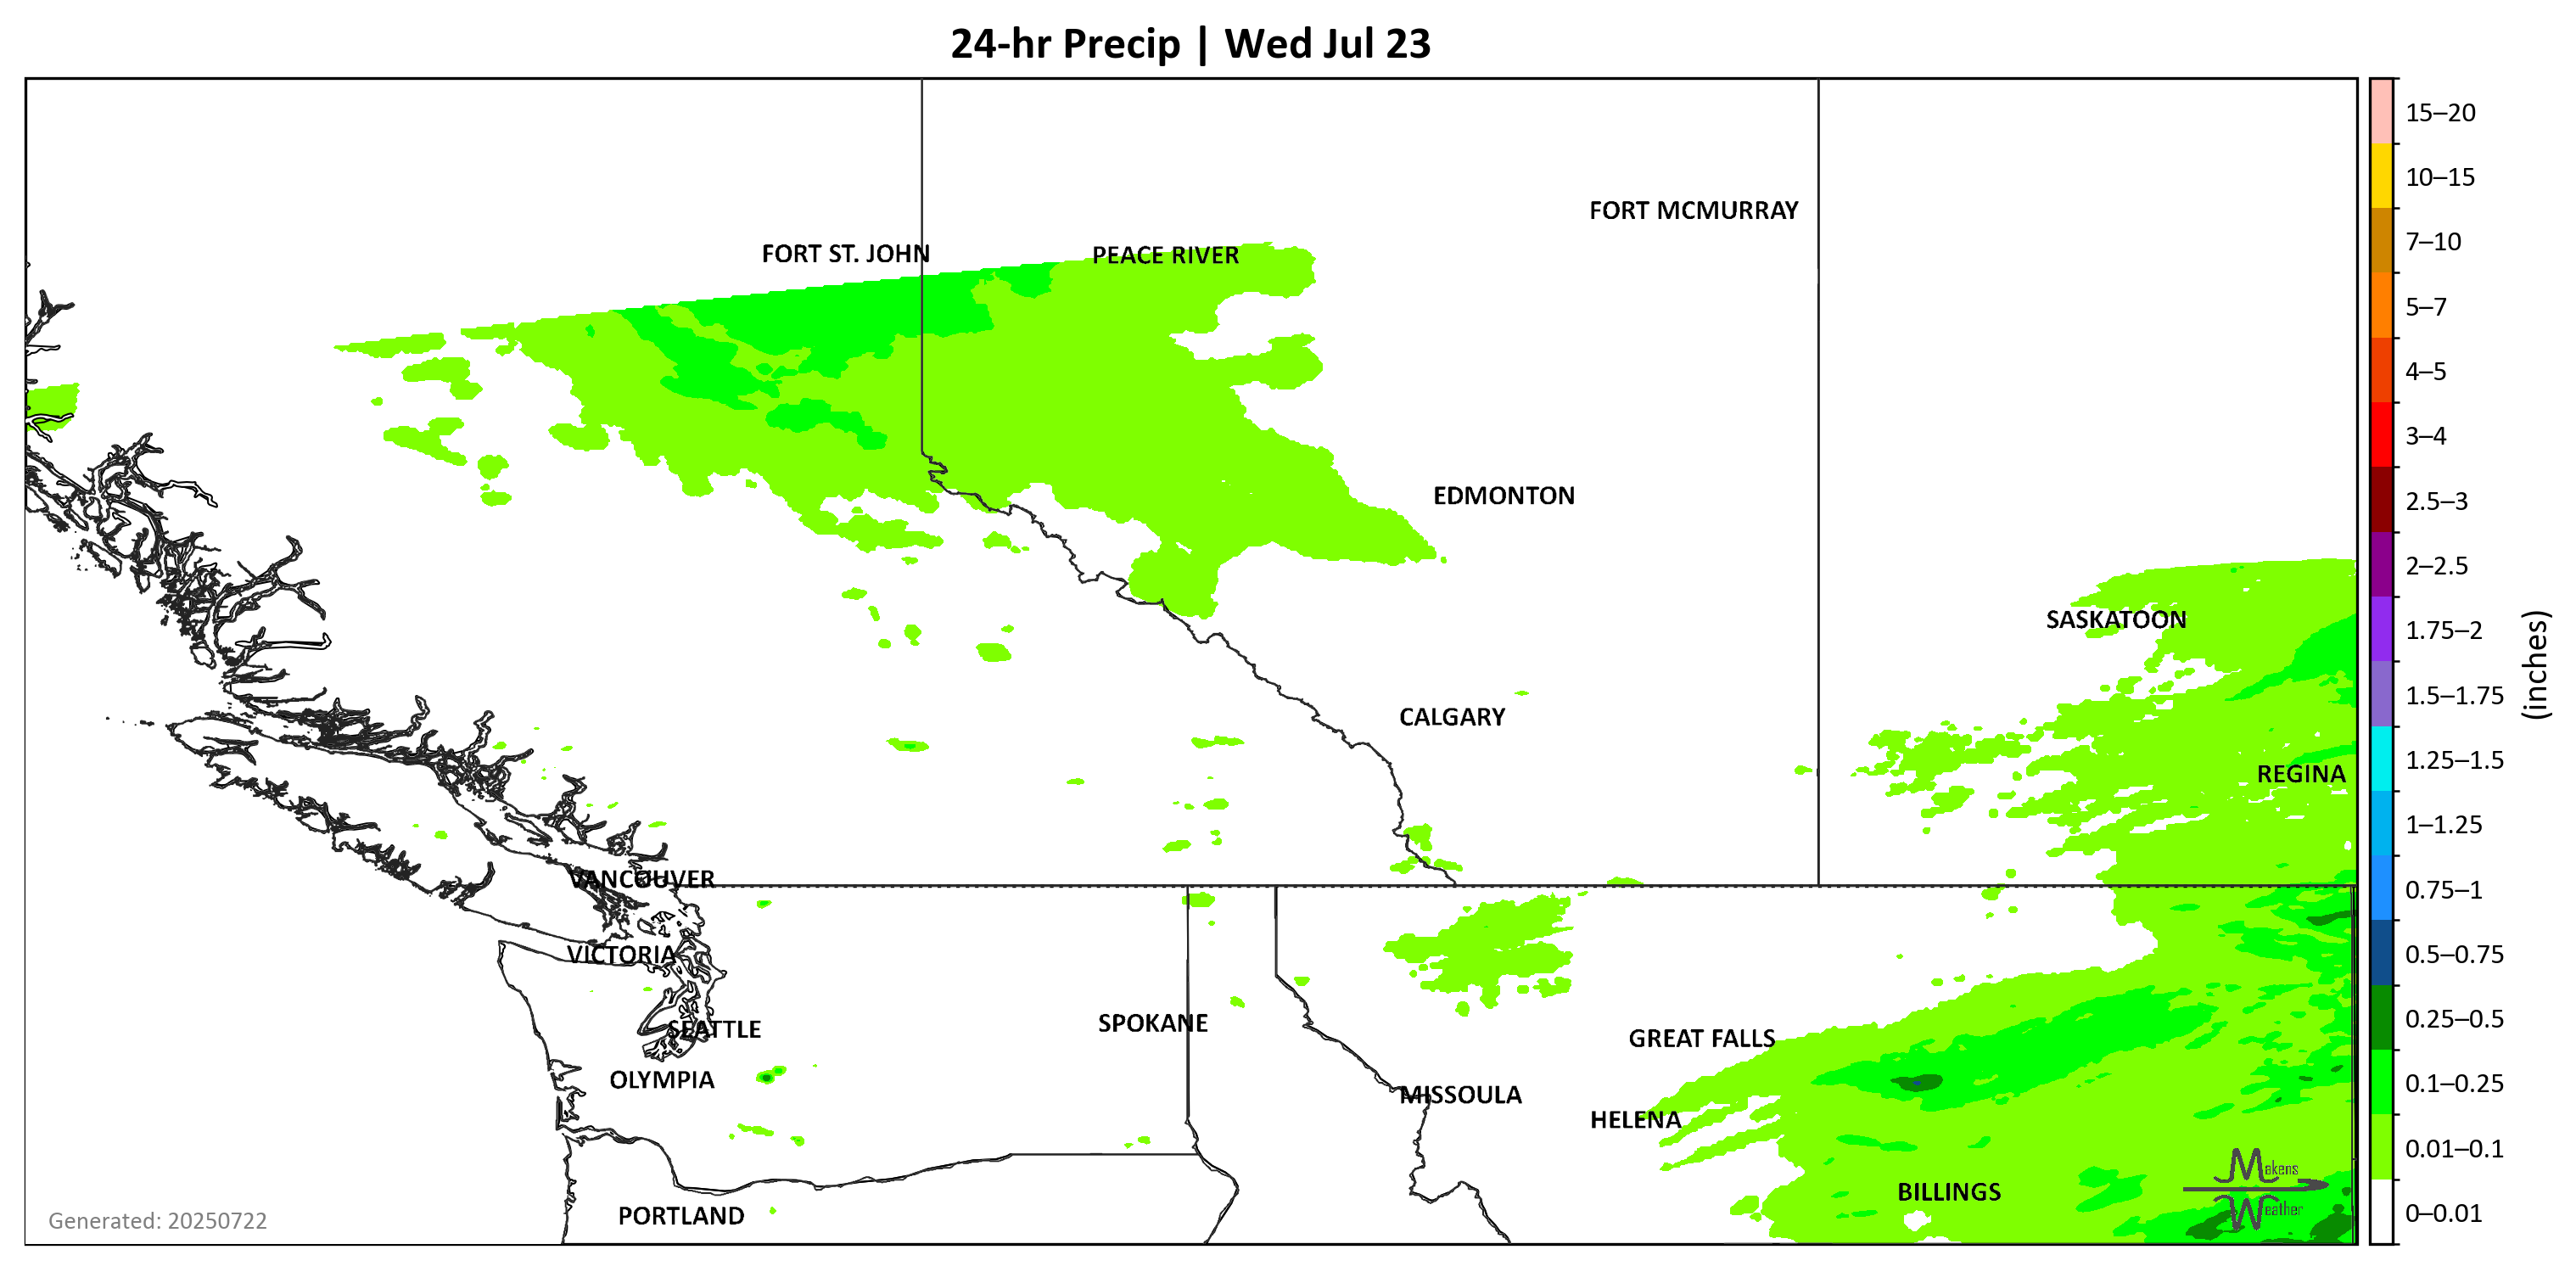 24-hr Precip | Wed Jul 23
15–20
10–15
7–10
5–7
4–5
3–4
2.5–3
2–2.5
1.75–2
1.5–1.75
1.25–1.5
1–1.25
0.75–1
0.5–0.75
0.25–0.5
0.1–0.25
0.01–0.1
0–0.01
(inches)
FORT MCMURRAY
FORT ST. JOHN
PEACE RIVER
EDMONTON
SASKATOON
CALGARY
REGINA
VANCOUVER
VICTORIA
SPOKANE
SEATTLE
GREAT FALLS
OLYMPIA
MISSOULA
HELENA
BILLINGS
PORTLAND
Makens
Weather
Generated: 20250722